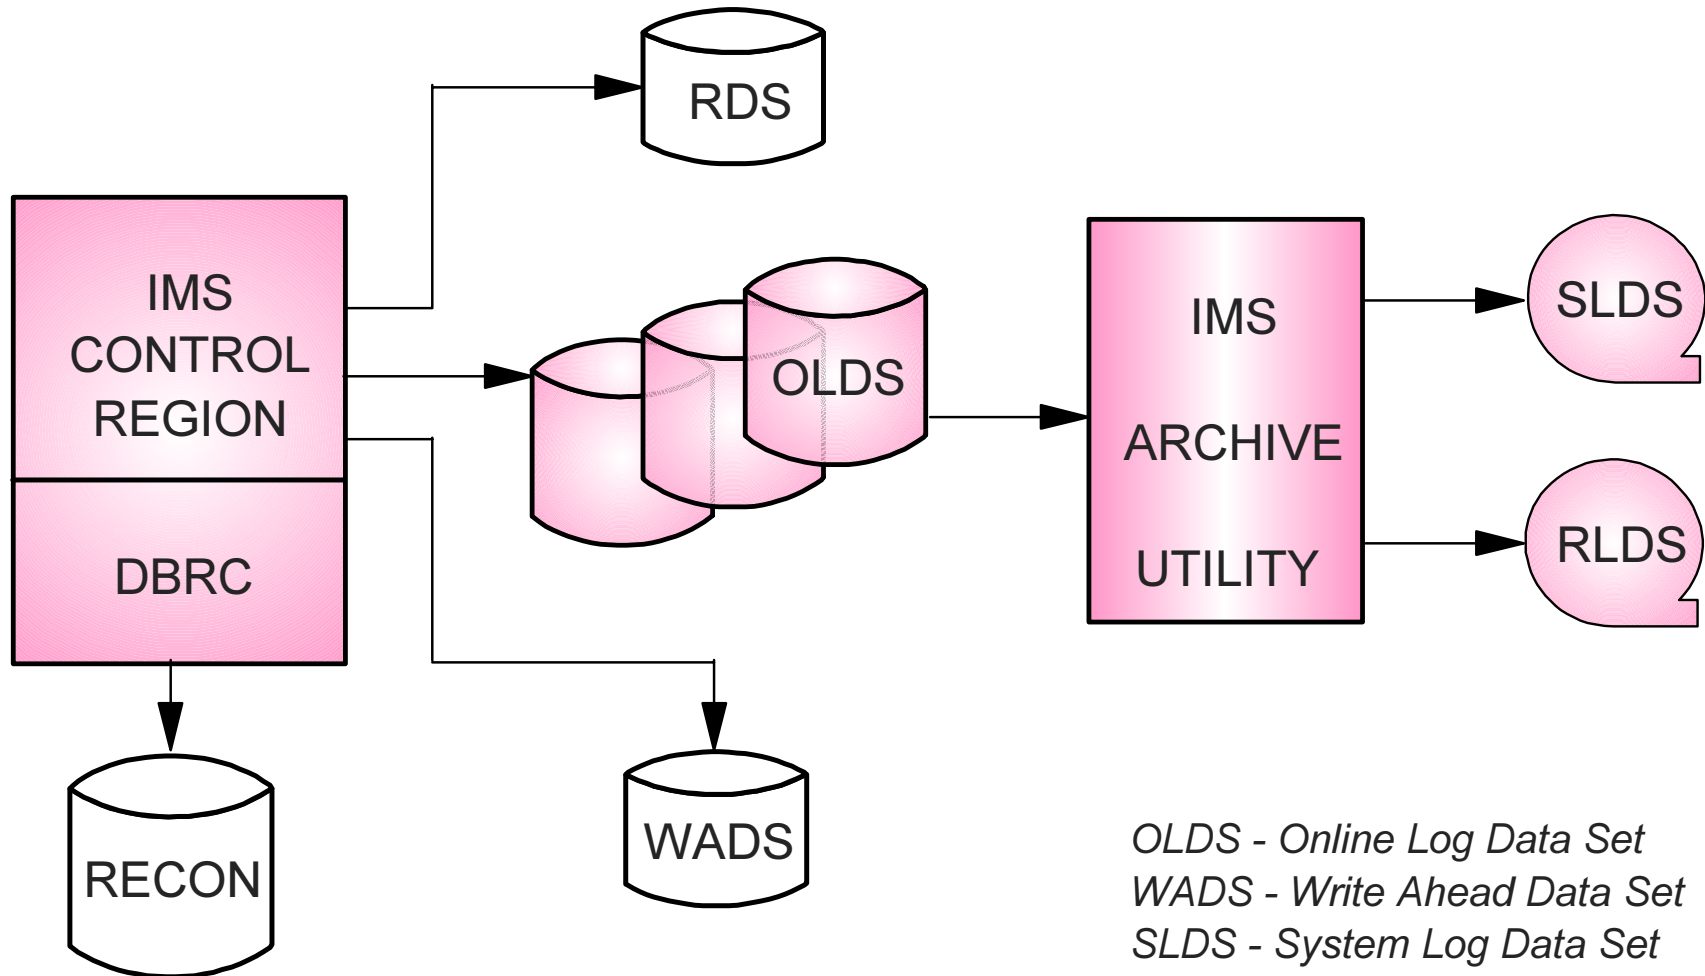 RDS
IMS
CONTROL
REGION
DBRC
RECON
OLDS
WADS
IMS
ARCHIVE
UTILITY
SLDS
RLDS
OLDS - Online Log Data Set
WADS - Write Ahead Data Set
SLDS - System Log Data Set